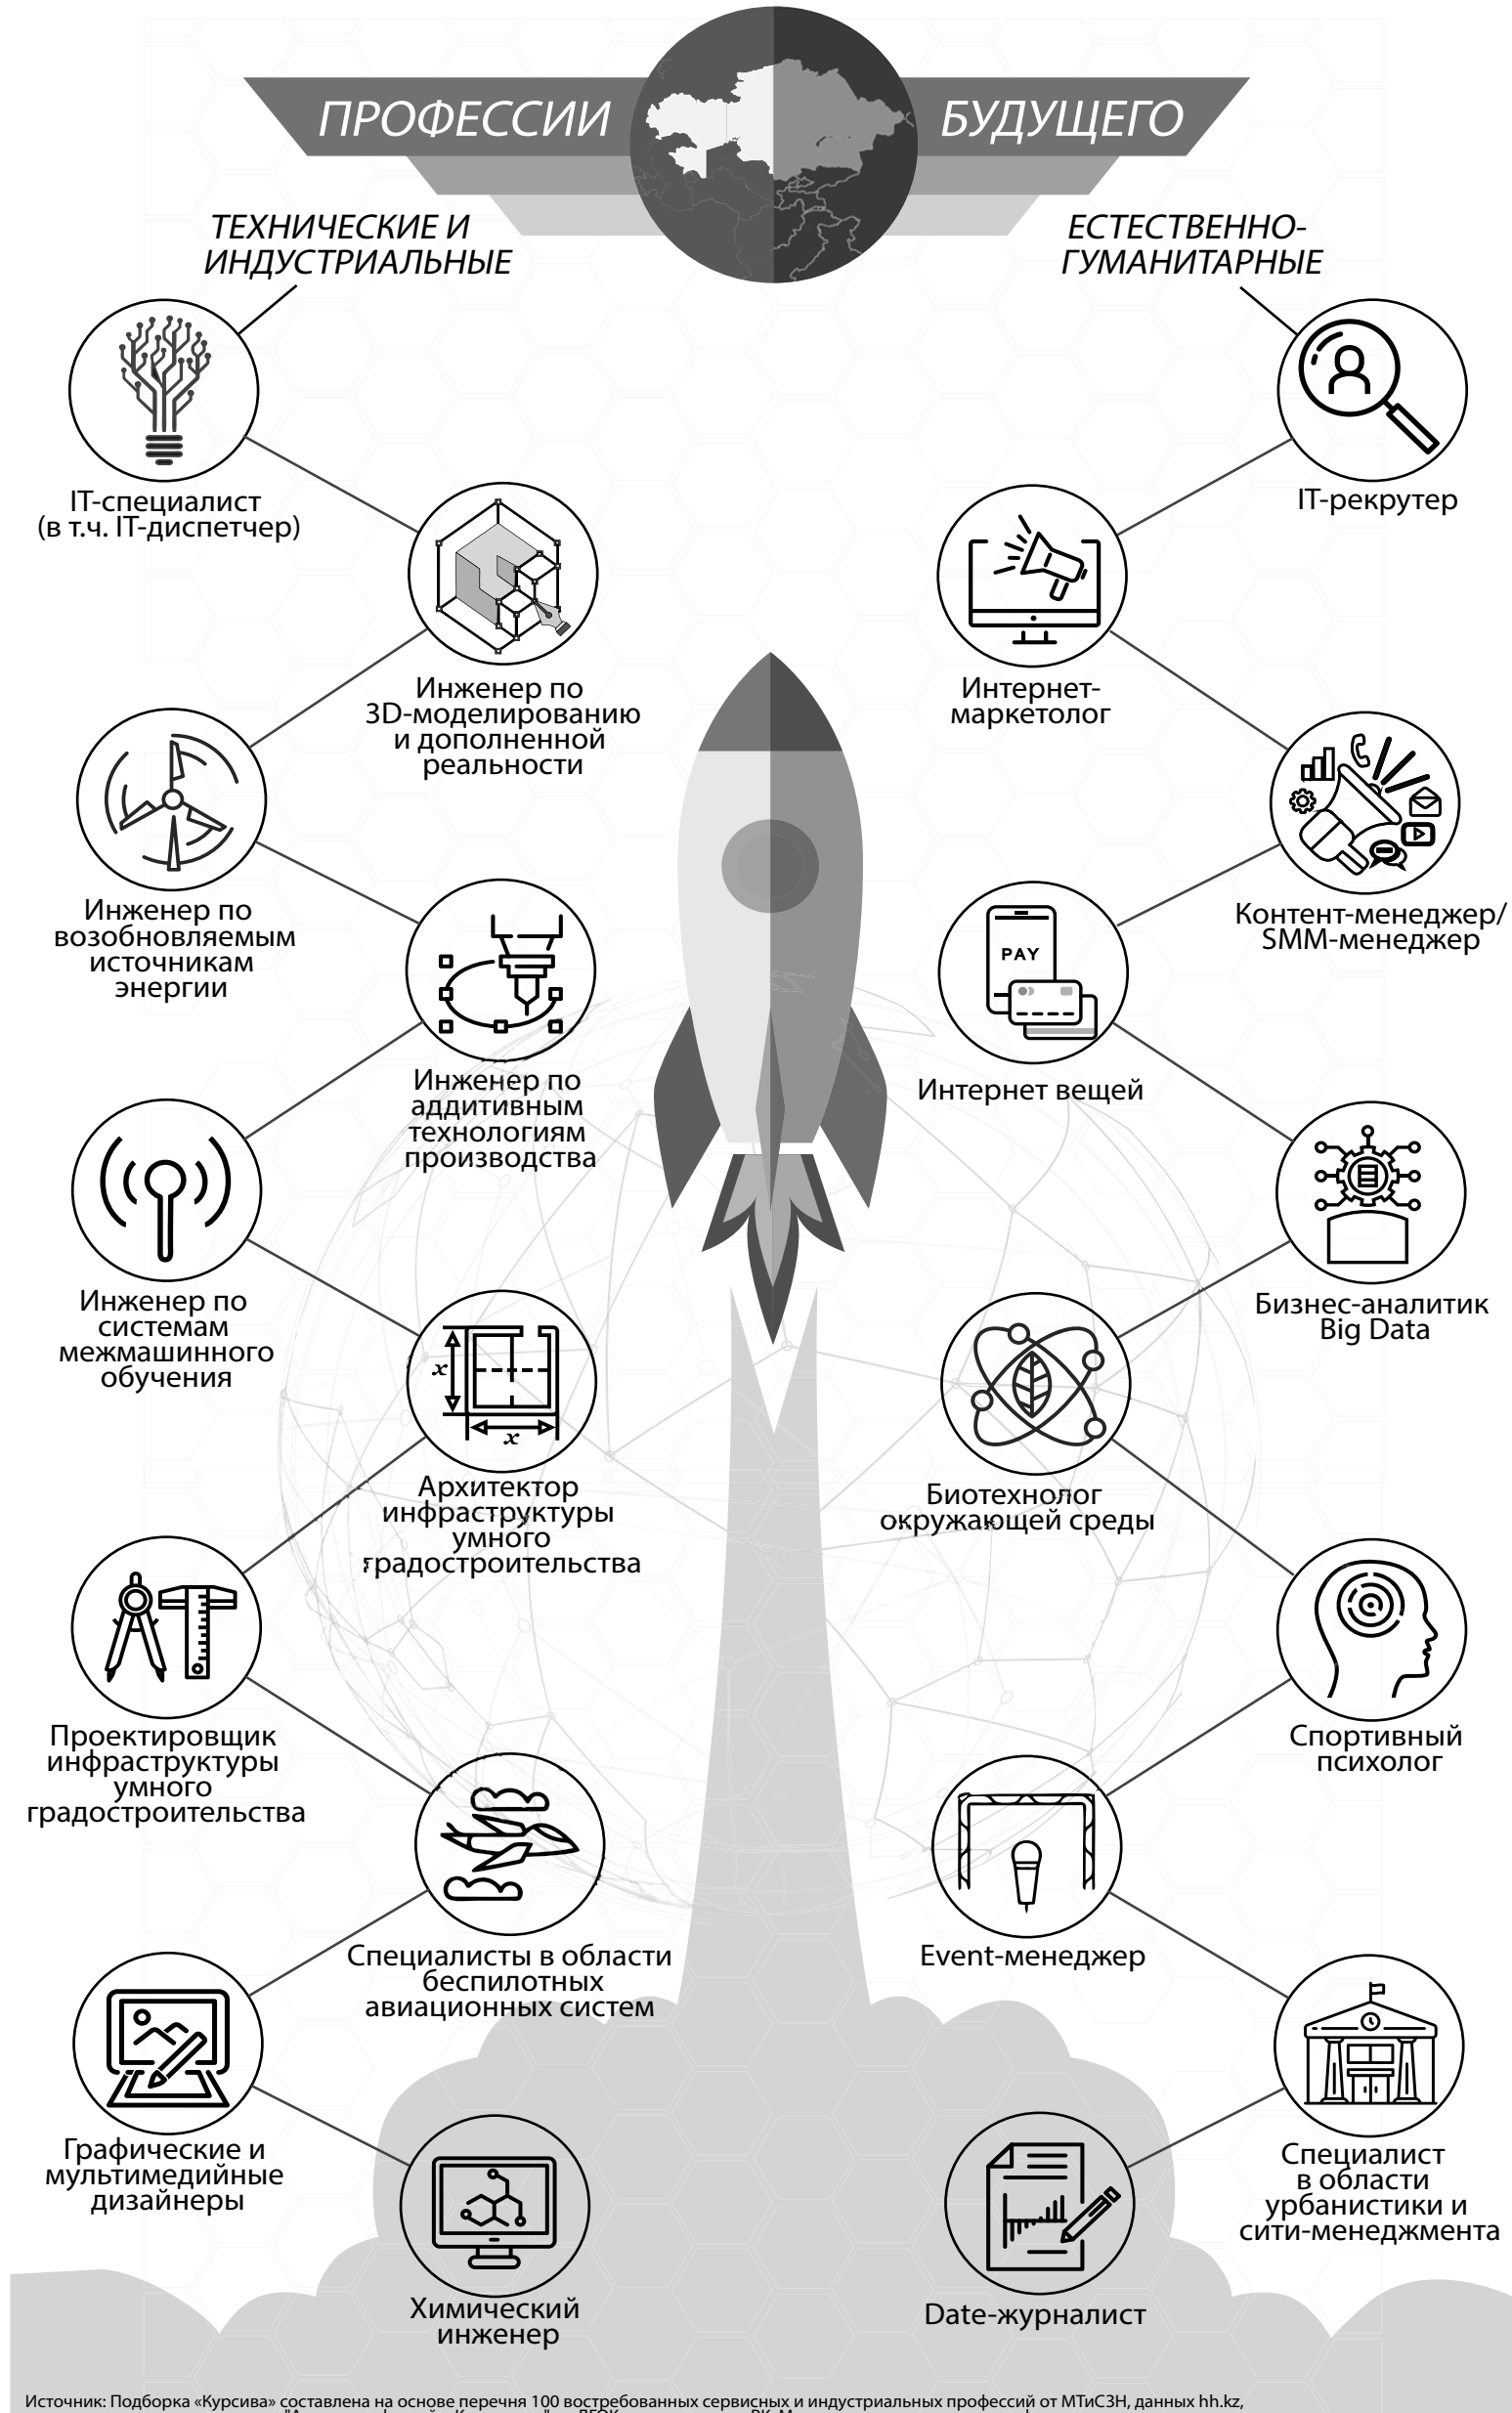 ПРОФЕССИИ БУДУЩЕГО
ТЕХНИЧЕСКИЕ И
ИНДУСТРИАЛЬНЫЕ
IT-специалист
(в т.ч. IT-диспетчер)
Инженер по
3D-моделированию
и дополненной
реальности
Инженер по
возобновляемым
источникам
энергии
Инженер по
аддитивным
технологиям
производства
Инженер по
системам
межмашинного
обучения
x
x
Архитектор
инфраструктуры
умного
градостроительства
Проектировщик
инфраструктуры
умного
градостроительства
Специалисты в области
беспилотных
авиационных систем
Графические и
мультимедийные
дизайнеры
Химический
инженер
ЕСТЕСТВЕННО-
ГУМАНИТАРНЫЕ
IT-рекрутер
Интернет-
маркетолог
Контент-менеджер/
SMM-менеджер
PAY
Интернет вещей
Бизнес-аналитик
Big Data
Биотехнолог
окружающей среды
Спортивный
психолог
Event-менеджер
Специалист
в области
урбанистики и
сити-менеджмента
Date-журналист
Источник: Подборка «Курсива» составлена на основе перечня 100 востребованных сервисных и индустриальных профессий от МТиСЗН, данных hh.kz,